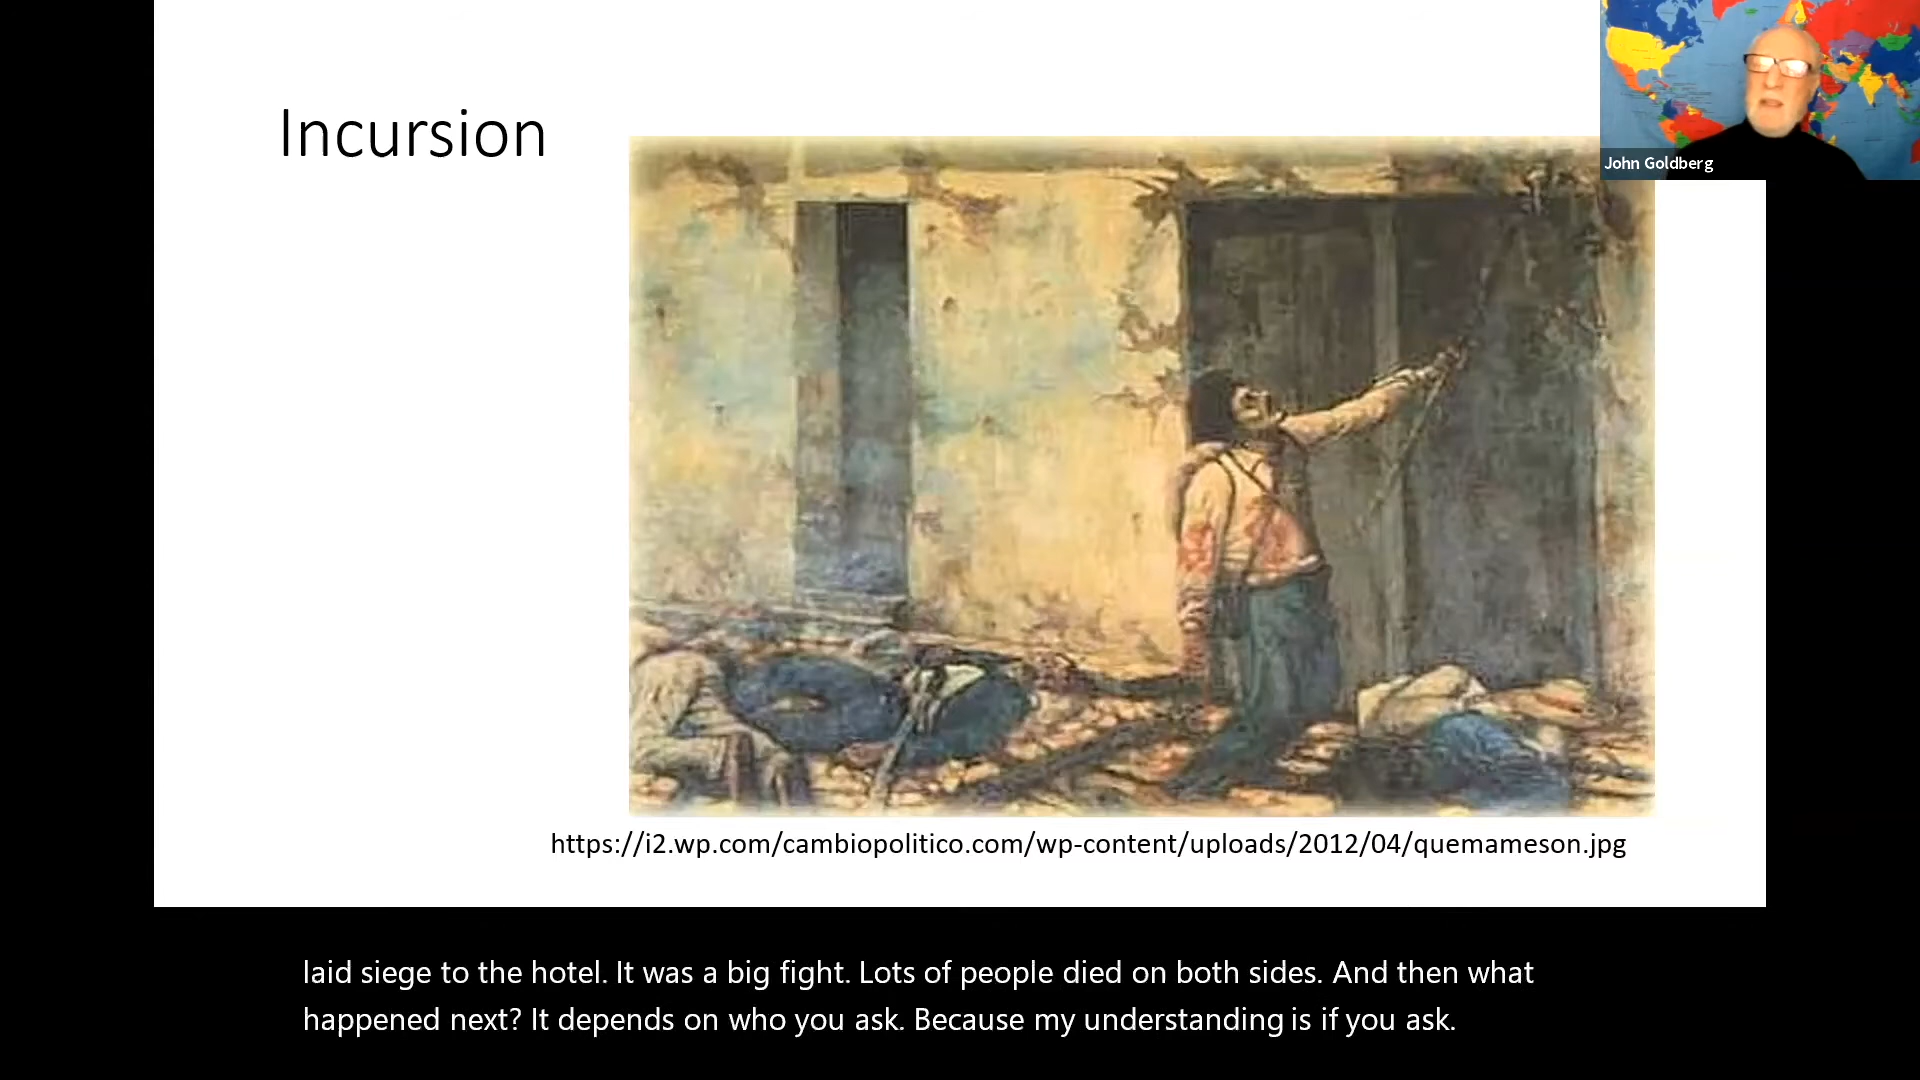 Incursion
John Goldberg
https://i2.wp.com/cambiopolitico.com/wp-content/uploads/2012/04/quemameson.jpg
laid siege to the hotel. It was a big fight. Lots of people died on both sides. And then what
happened next? It depends on who you ask. Because my understanding is if you ask.